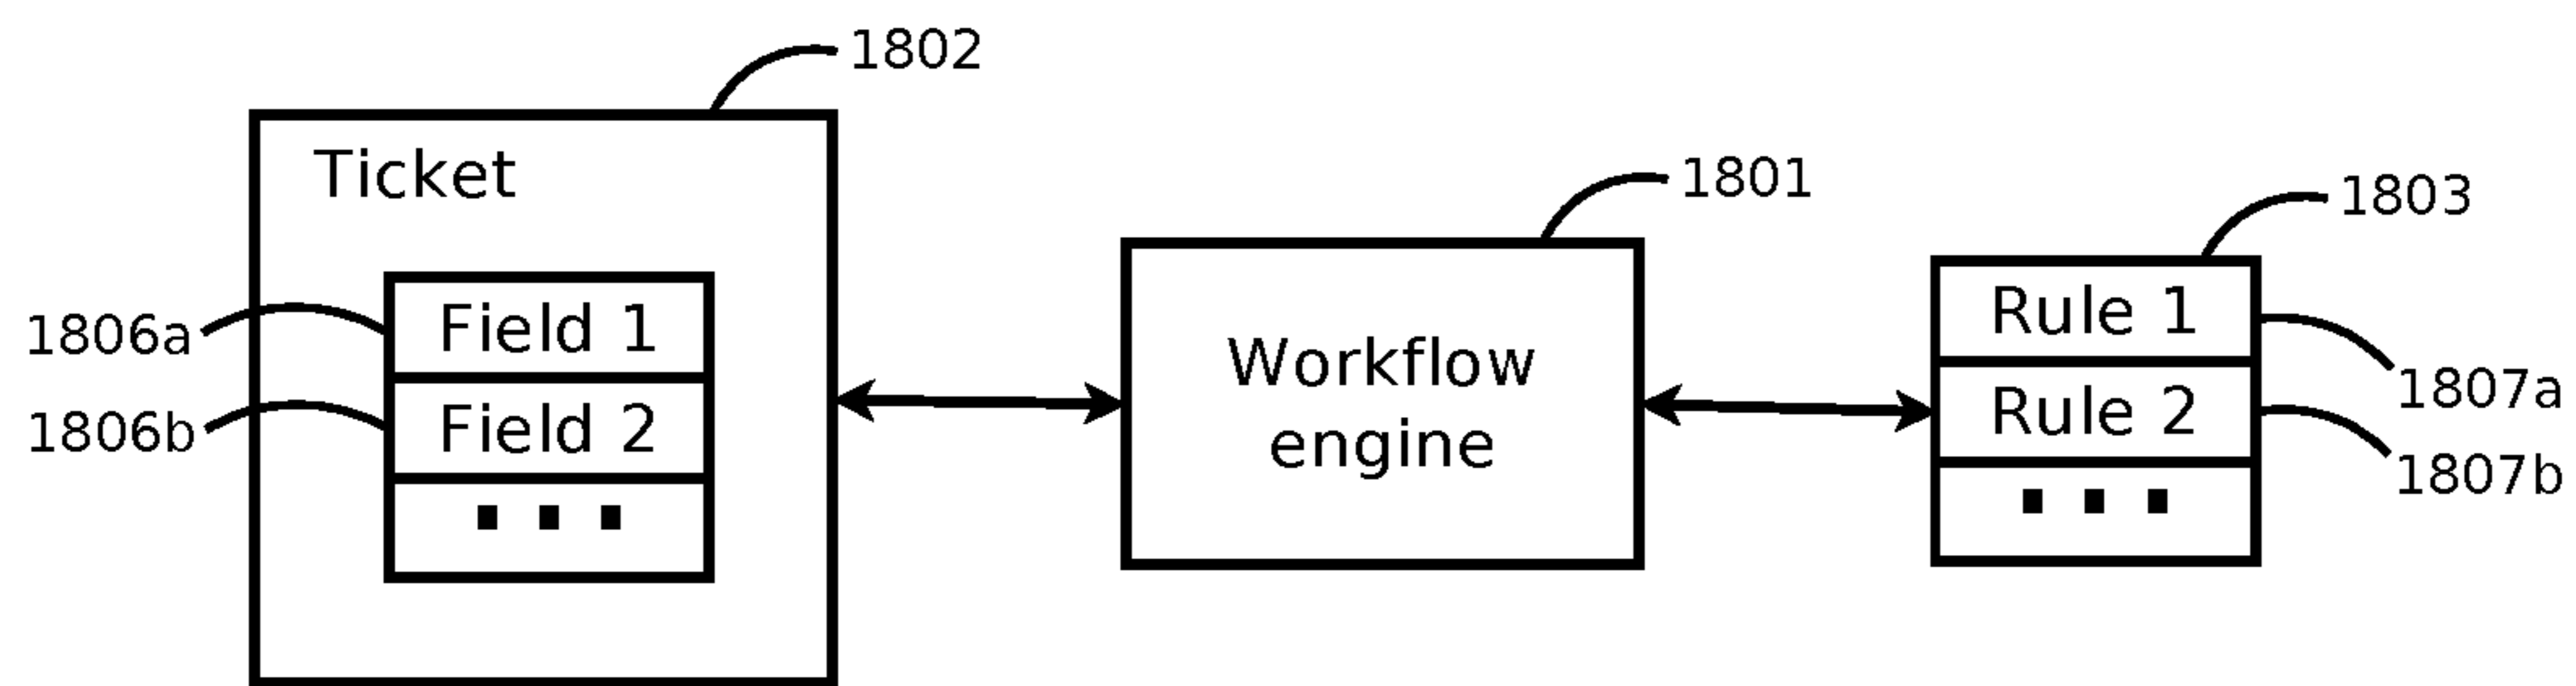 1802
Ticket
1801
1803
1806a
Field 1
Rule 1
1806b
Field 2
Workflow
engine
Rule 2
1807a
1807b
. . .
. . .